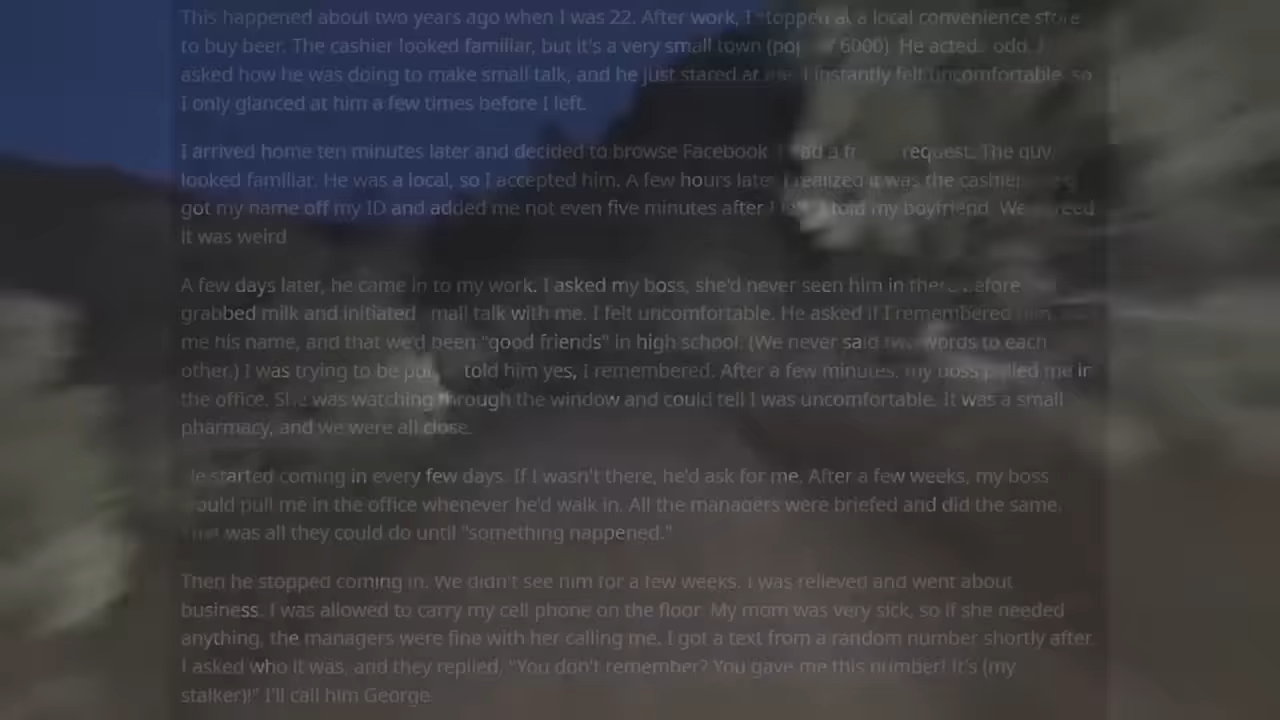 This happened about two years ago when I was 22. After work, I stopped at a local convenience store
to buy beer. The cashier looked familiar, but it's a very small town (pop 6000). He acted.. odd. I
asked how he was doing to make small talk, and he just stared at me. I instantly felt uncomfortable, so
I only glanced at him a few times before I left.
I arrived home ten minutes later and decided to browse Facebook. I had a request. The guy
looked familiar. He was a local, so I accepted him. A few hours later I realized it was the cashier.
got my name off my ID and added me not even five minutes after I told my boyfriend. We agreed
it was weird
A few days later, he came in to my work. I asked my boss, she'd never seen him in there before
grabbed milk and initiated small talk with me. I felt uncomfortable. He asked if I remembered him,
me his name, and that we'd been "good friends" in high school. (We never said two words to each
other.) I was trying to be told him yes, I remembered. After a few minutes, my boss pulled me in
the office. She was watching through the window and could tell I was uncomfortable. It was a small
pharmacy, and we were all close.
He started coming in every few days. If I wasn't there, he'd ask for me. After a few weeks, my boss
would pull me in the office whenever he'd walk in. All the managers were briefed and did the same.
That was all they could do until "something happened."
Then he stopped coming in. We didn't see him for a few weeks. I was relieved and went about
business. I was allowed to carry my cell phone on the floor. My mom was very sick, so if she needed
anything, the managers were fine with her calling me. I got a text from a random number shortly after.
I asked who it was, and they replied, "You don't remember? You gave me this number! It's (my
stalker)!" I'll call him George.